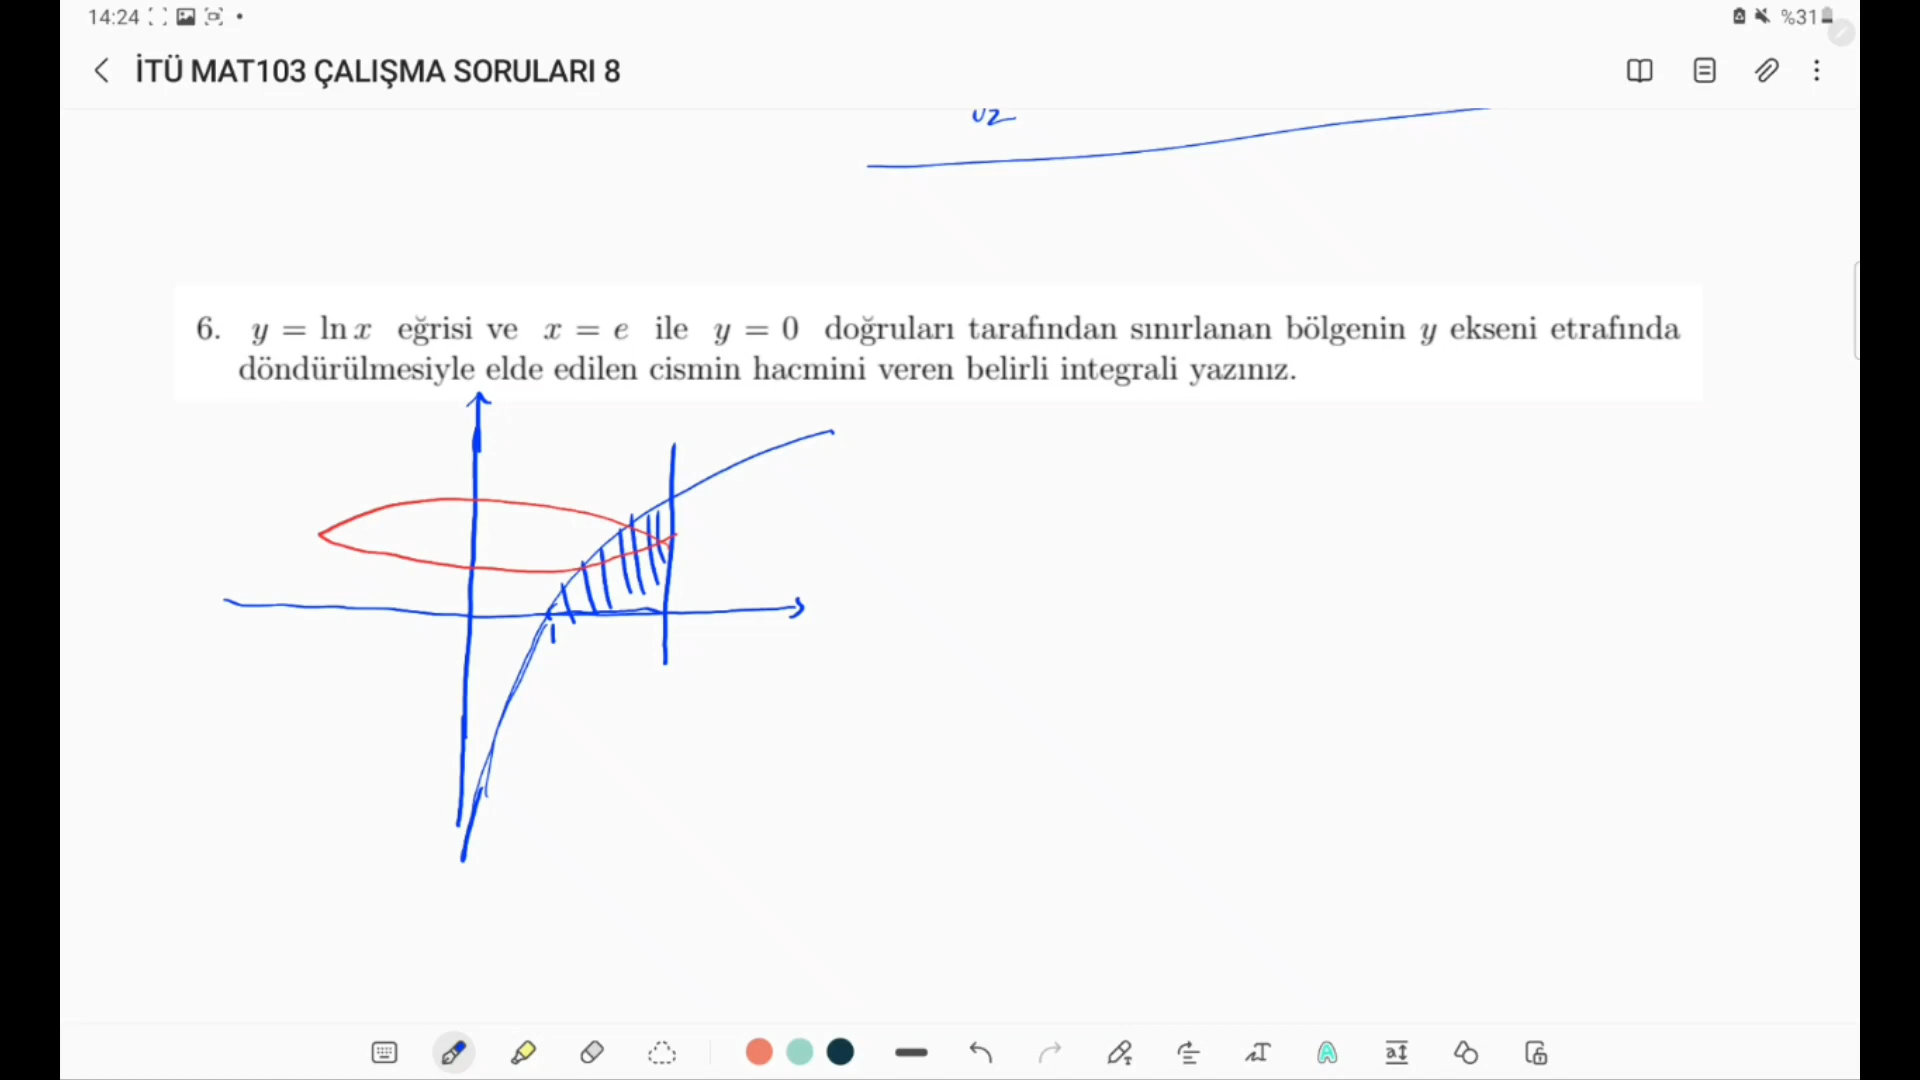 14:24
%31
İTÜ MAT103 ÇALIŞMA SORULARI 8
6. y = ln x eğrisi ve x = e ile y = 0 doğruları tarafından sınırlanan bölgenin y ekseni etrafında
döndürülmesiyle elde edilen cismin hacmini veren belirli integrali yazınız.
1